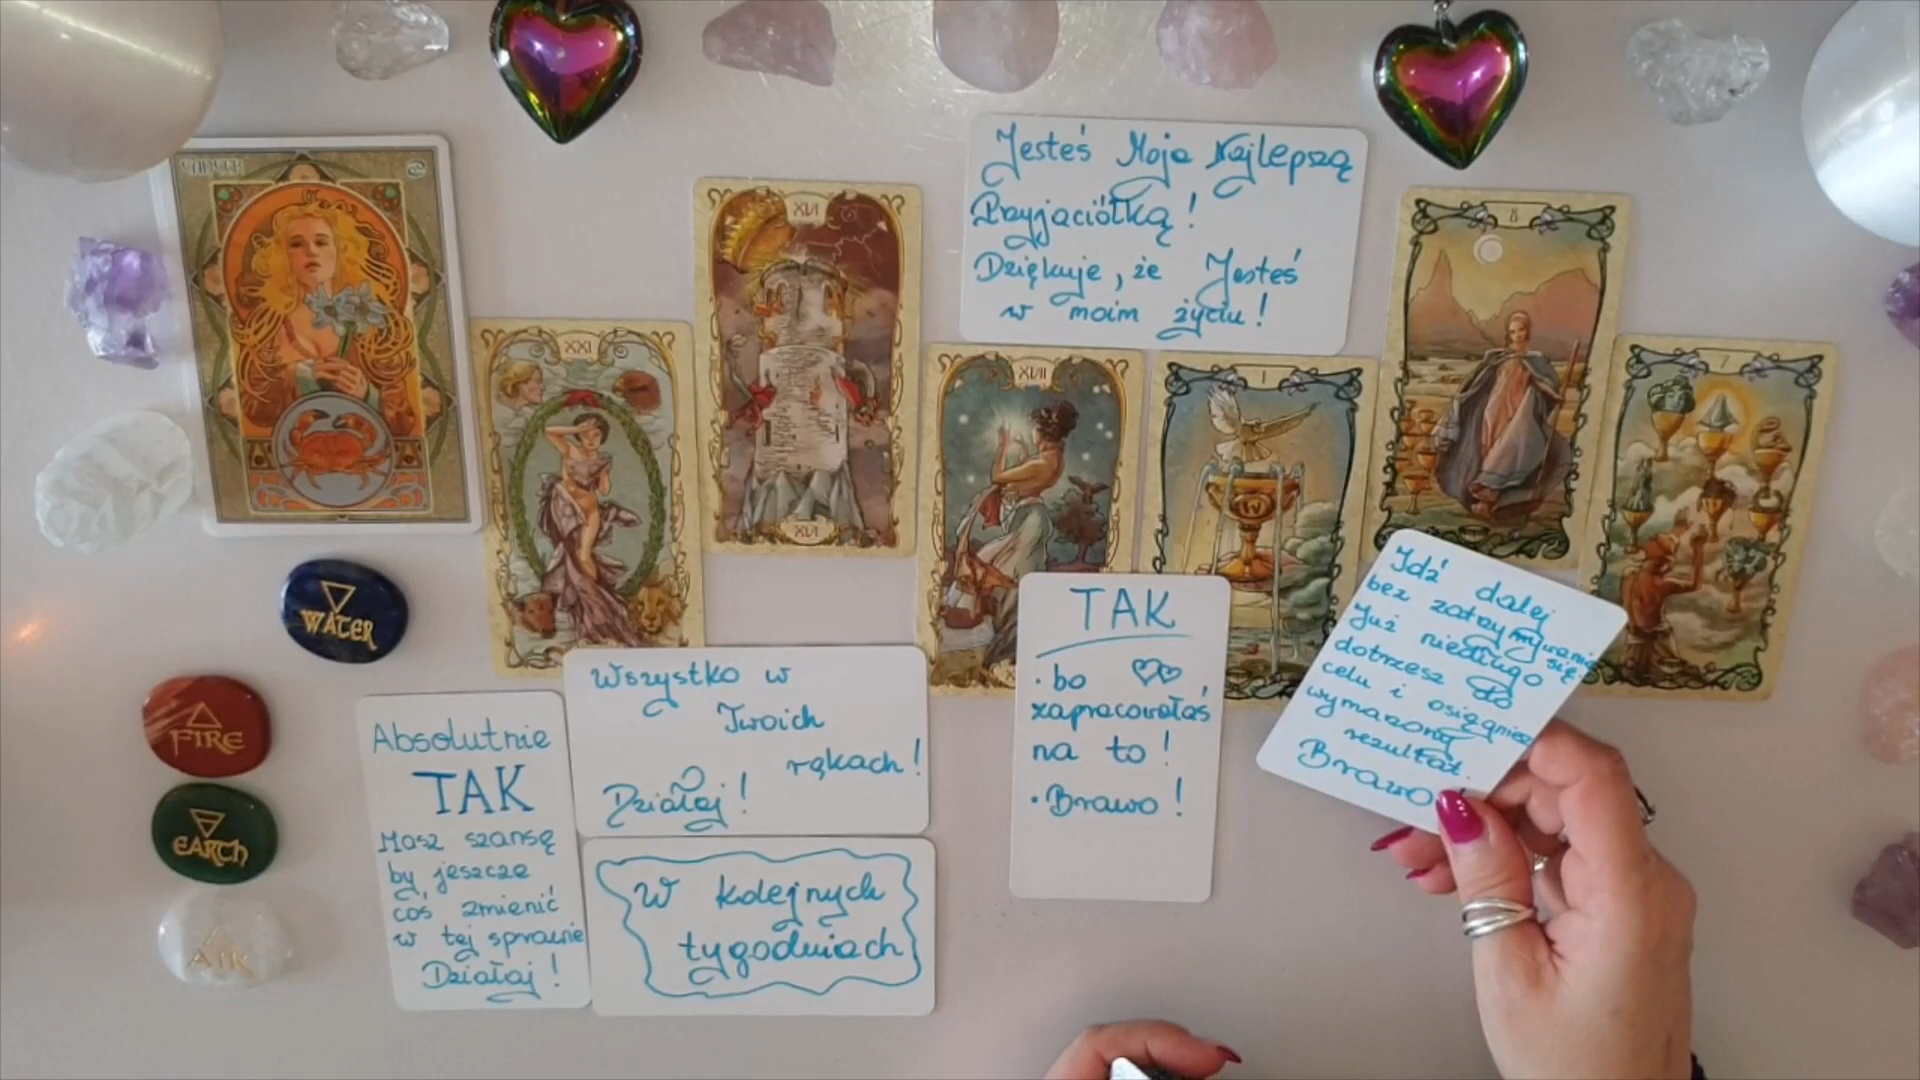 CANCER
XXI
XVI
XVI
XVII
I
8
7
Jesteś Moją Najlepszą
Przyjaciółką!
Dziękuję, że Jesteś
w moim życiu!
WATER
FIRE
EARTH
AIR
Absolutnie
TAK
Masz szansę
by jeszcze
coś zmienić
w tej sprawie
Działaj!
Wszystko w
Twoich
rękach!
Działaj!
W kolejnych
tygodniach
TAK
• bo
zapracowałaś
na to!
• Brawo!
Idź dalej
bez zatrzymywania się.
Już niedługo
dotrzesz do
celu i osiągniesz
wymarzony
rezultat.
Brawo!